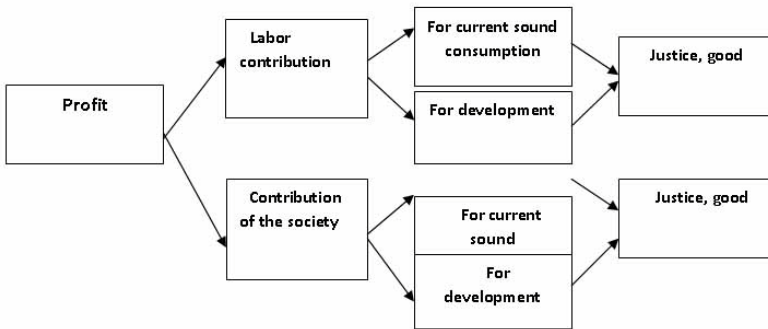 Profit
Labor
contribution
For current sound
consumption
For development
Justice, good
Contribution
of the society
For current
sound
For
development
Justice, good